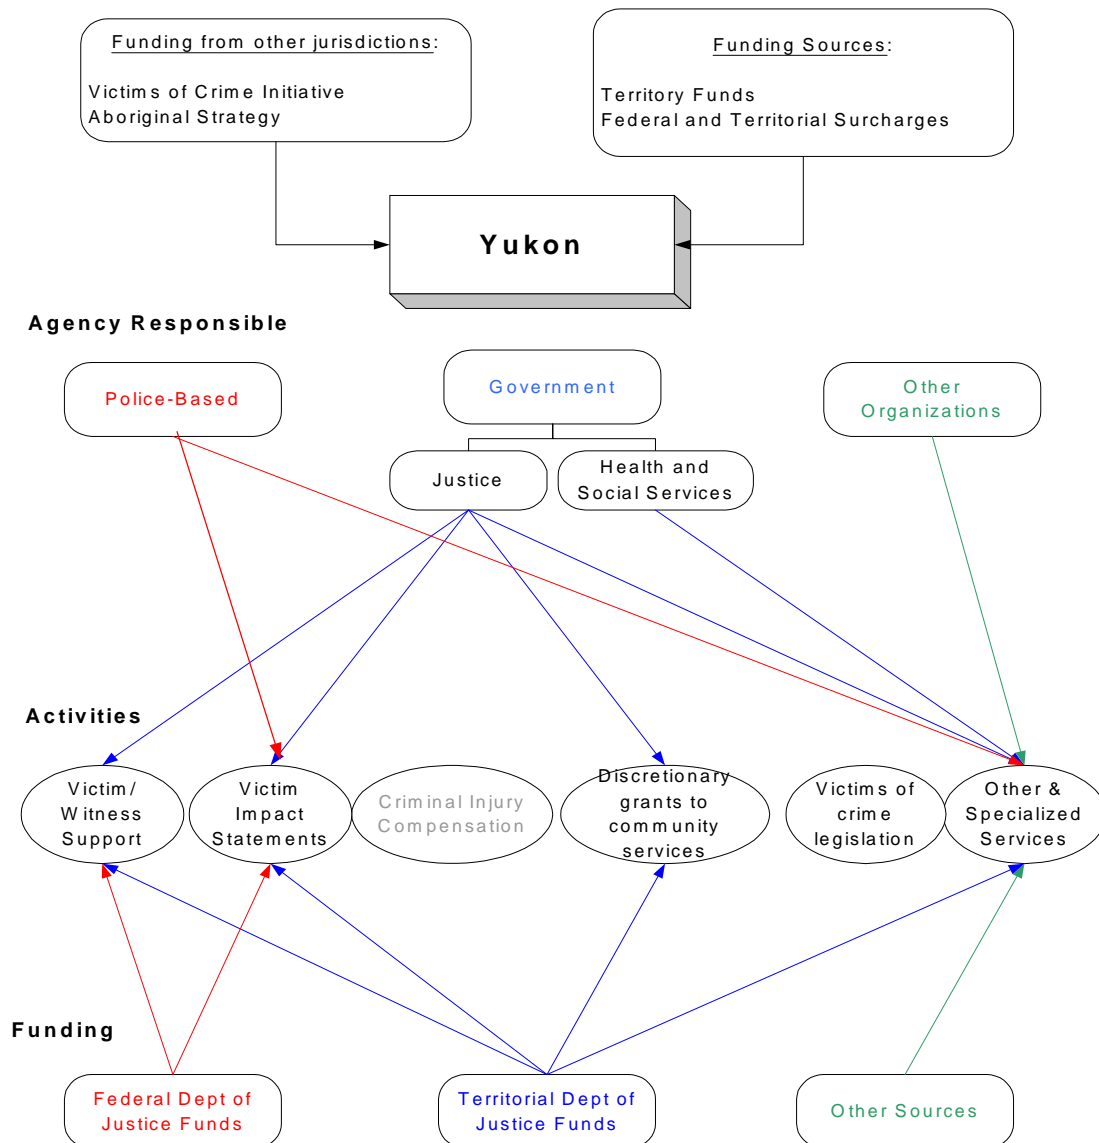 Funding from other jurisdictions:
Victims of Crime Initiative
Aboriginal Strategy
Funding Sources:
Territory Funds
Federal and Territorial Surcharges
Yukon
Agency Responsible
Police-Based
Government
Other
Organizations
Justice
Health and
Social Services
Activities
Victim/
Witness
Support
Victim
Impact
Statements
Criminal Injury
Compensation
Discretionary
grants to
community
services
Victims of
crime
legislation
Other &
Specialized
Services
Funding
Federal Dept of
Justice Funds
Territorial Dept of
Justice Funds
Other Sources